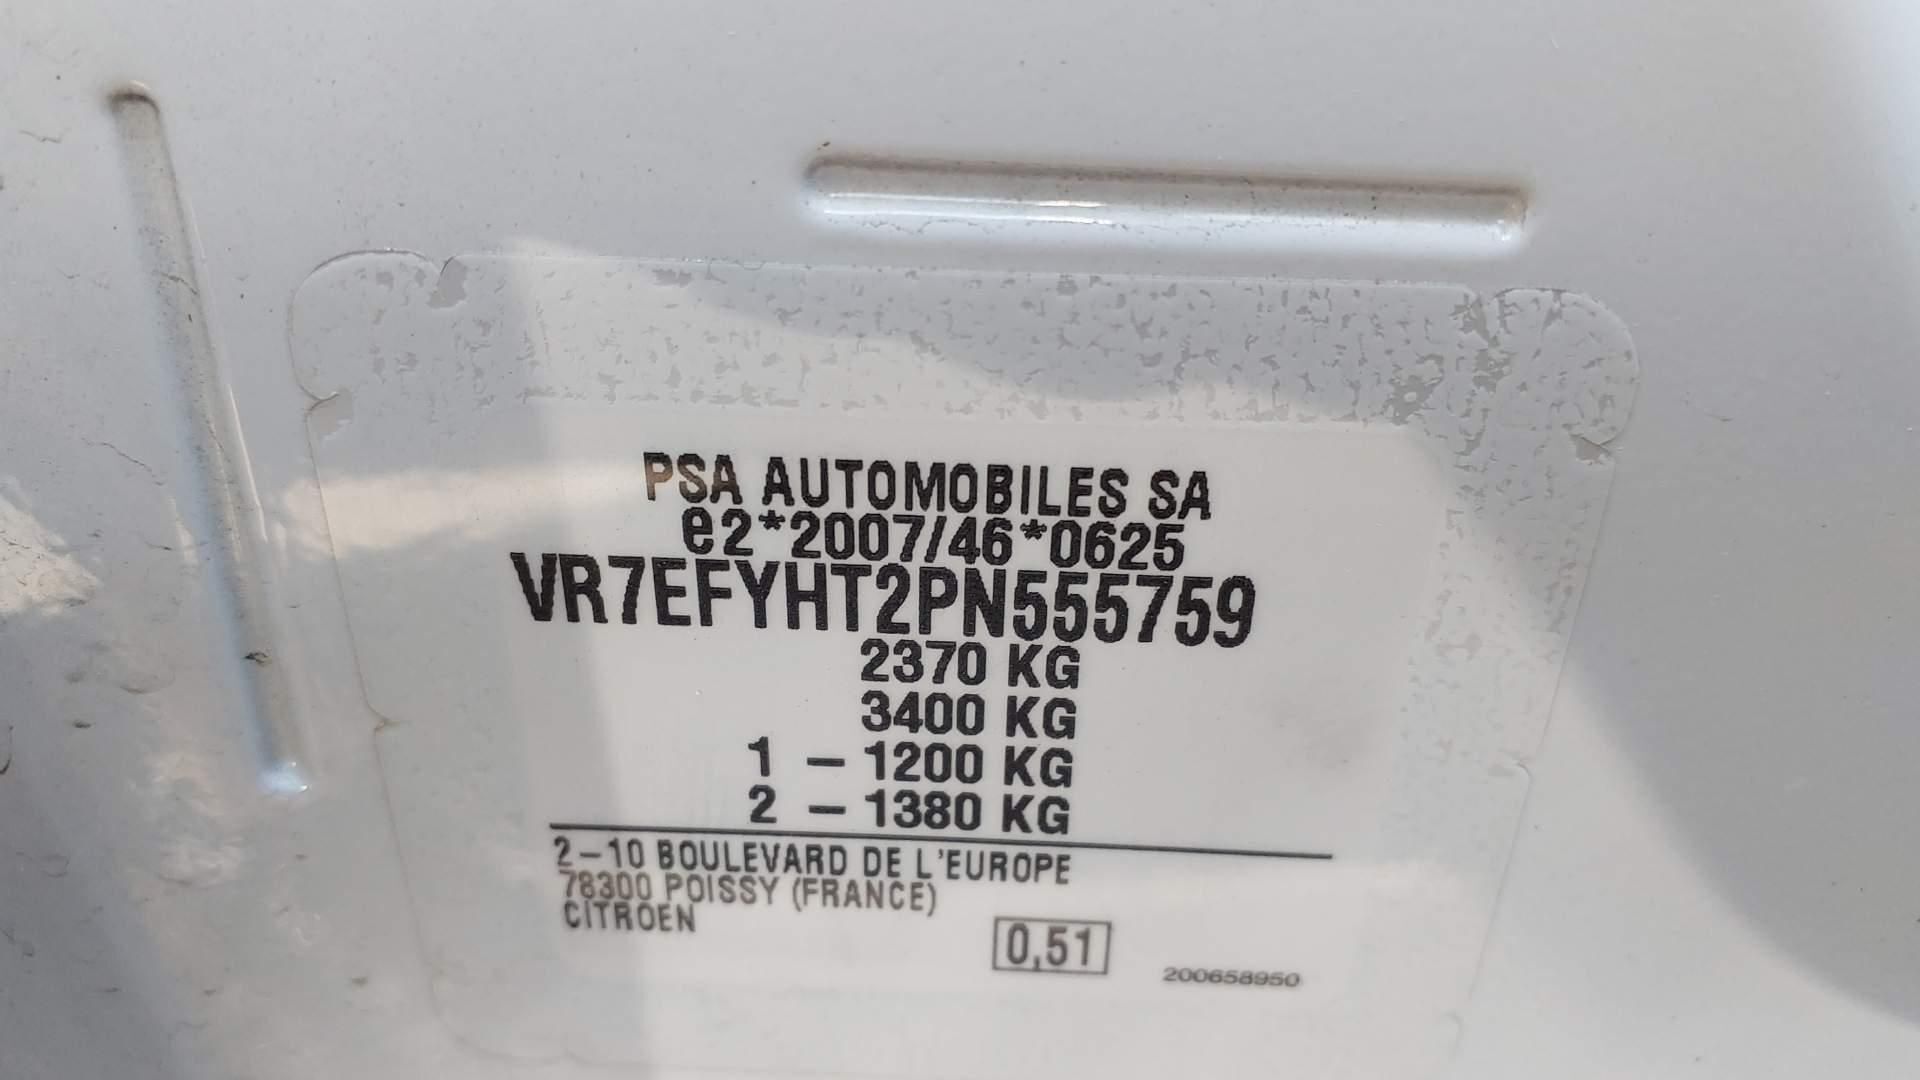 PSA AUTOMOBILES SA
e2*2007/46*0625
VR7EFYHT2PN555759
2370 KG
3400 KG
1 – 1200 KG
2 – 1380 KG
2–10 BOULEVARD DE L'EUROPE
78300 POISSY (FRANCE)
CITROEN
0,51
200658950